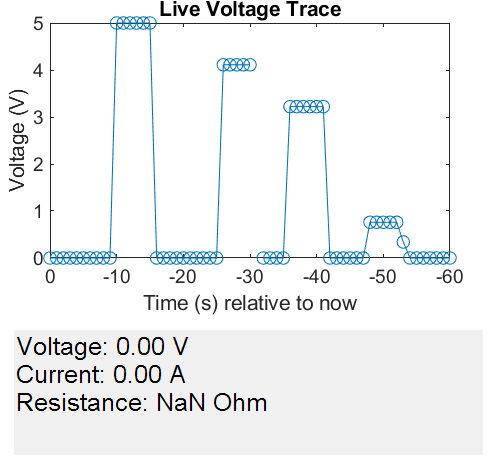 Live Voltage Trace
5
4
3
2
1
0
Voltage (V)
0 -10 -20 -30 -40 -50 -60
Time (s) relative to now
Voltage: 0.00 V
Current: 0.00 A
Resistance: NaN Ohm